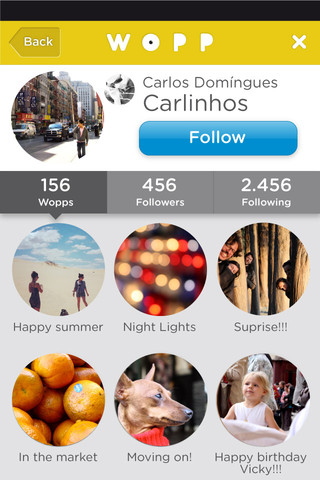 Back
WOPP
Carlos Domíngues
Carlinhos
Follow
156
Wopps
456
Followers
2.456
Following
Happy summer
Night Lights
Suprise!!!
In the market
Moving on!
Happy birthday
Vicky!!!